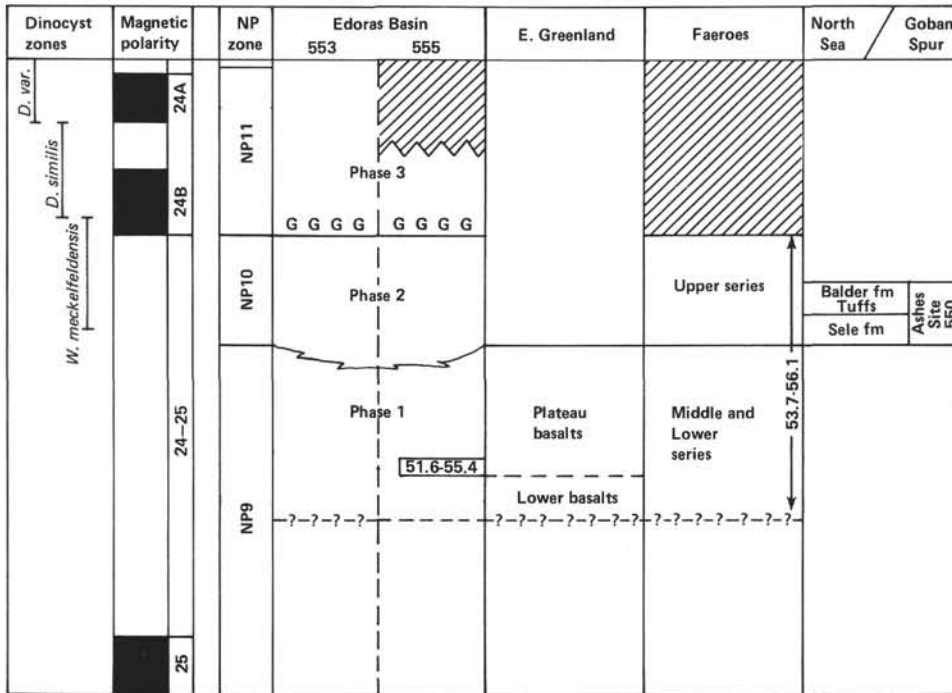 Dinocyst zones
Magnetic polarity
NP zone
Edoras Basin
553 555
E. Greenland
Faeroes
North Sea / Goban Spur
D. var.
D. similis
W. meckelfeldensis
24A
24B
24–25
25
NP11
NP10
NP9
Phase 3
G G G G G G G G
Phase 2
Phase 1
51.6-55.4
Plateau basalts
Lower basalts
Upper series
Middle and Lower series
53.7-56.1
Balder fm
Tuffs
Sele fm
Ashes
Site
550
-?-?-?-?- -?-?-?-?-?-?- -?-?-?-?-?-?-?